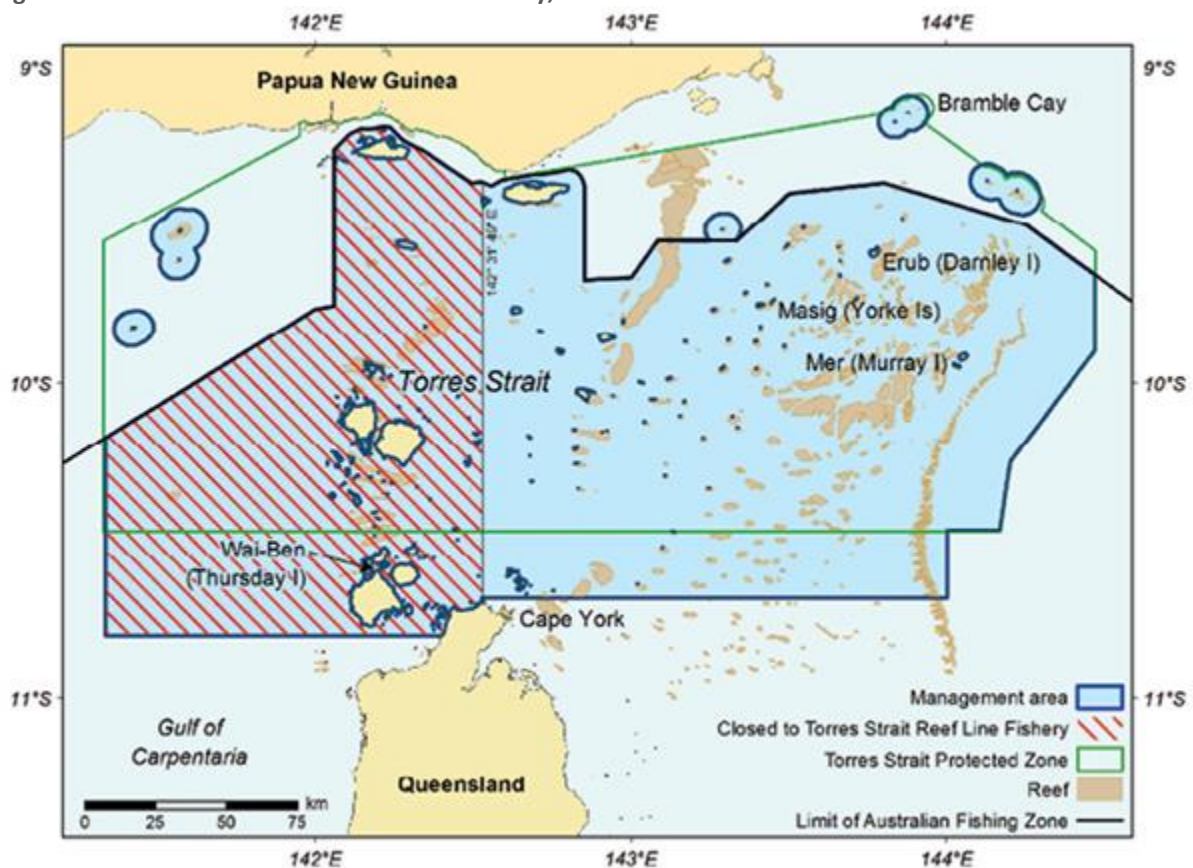 142°E 143°E 144°E
9°S 9°S
Papua New Guinea
Bramble Cay
142° 31' 49" E
Erub (Darnley I)
Masig (Yorke Is)
Mer (Murray I)
10°S 10°S
Torres Strait
Wai-Ben
(Thursday I)
Cape York
11°S 11°S
Management area
Closed to Torres Strait Reef Line Fishery
Torres Strait Protected Zone
Reef
Limit of Australian Fishing Zone
Gulf of
Carpentaria
Queensland
km
0 25 50 75
142°E 143°E 144°E